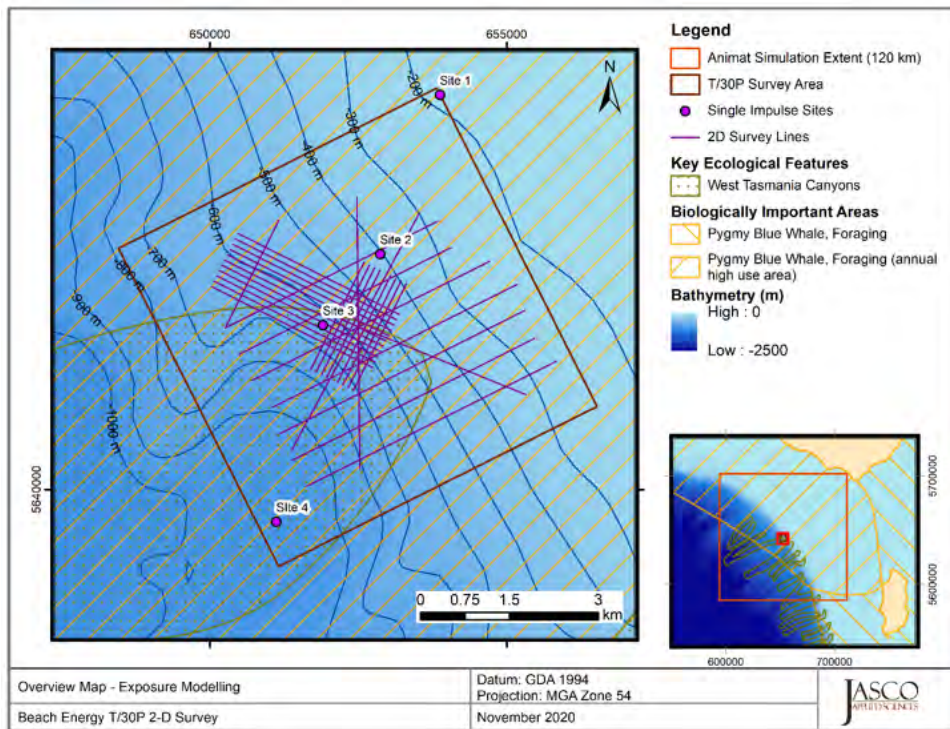 650000
655000
Legend
Animat Simulation Extent (120 km)
T/30P Survey Area
Single Impulse Sites
2D Survey Lines
Key Ecological Features
West Tasmania Canyons
Biologically Important Areas
Pygmy Blue Whale, Foraging
Pygmy Blue Whale, Foraging (annual
high use area)
Bathymetry (m)
High : 0
Low : -2500
N
Site 1
-200 m
-300 m
-400 m
-500 m
-600 m
-700 m
-800 m
-900 m
-1000 m
Site 2
Site 3
Site 4
5640000
0 0.75 1.5 3
km
5700000
5600000
600000
700000
Overview Map - Exposure Modelling
Datum: GDA 1994
Projection: MGA Zone 54
Beach Energy T/30P 2-D Survey
November 2020
JASCO
APPLIED SCIENCES